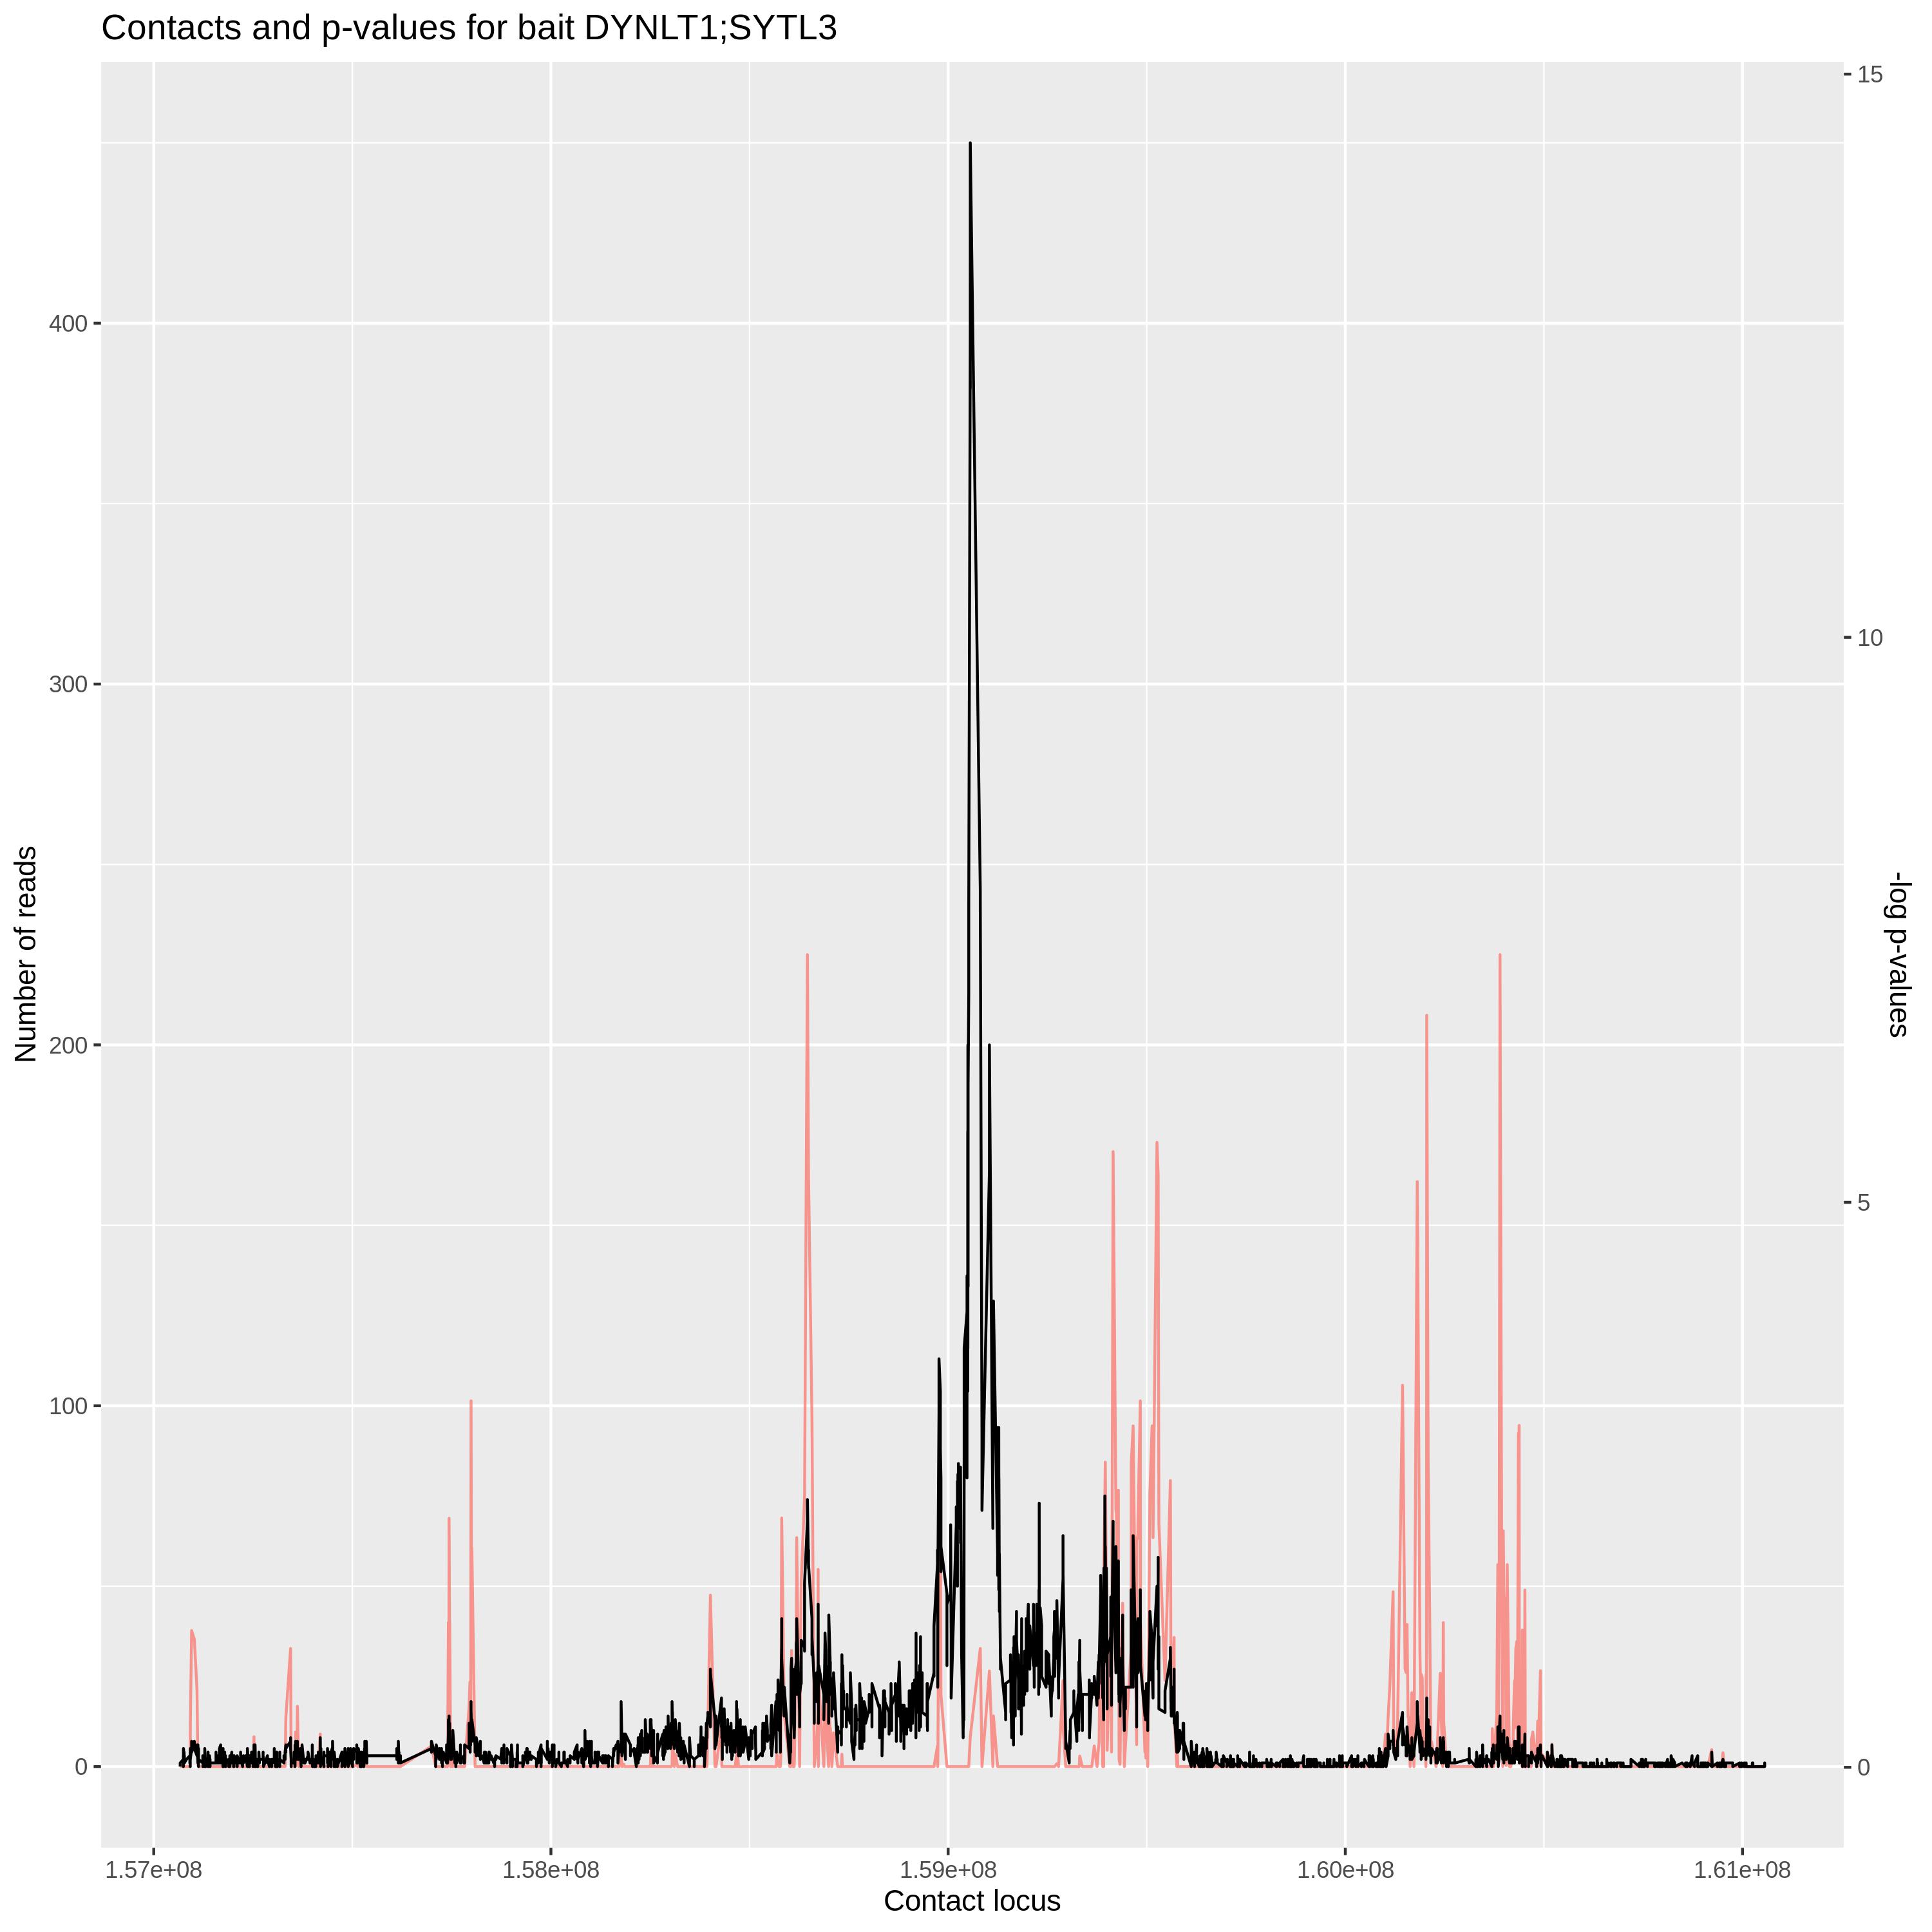 Contacts and p-values for bait DYNLT1;SYTL3
15
400
10
300
Number of reads
-log p-values
200
5
100
0
0
1.57e+08
1.58e+08
1.59e+08
1.60e+08
1.61e+08
Contact locus